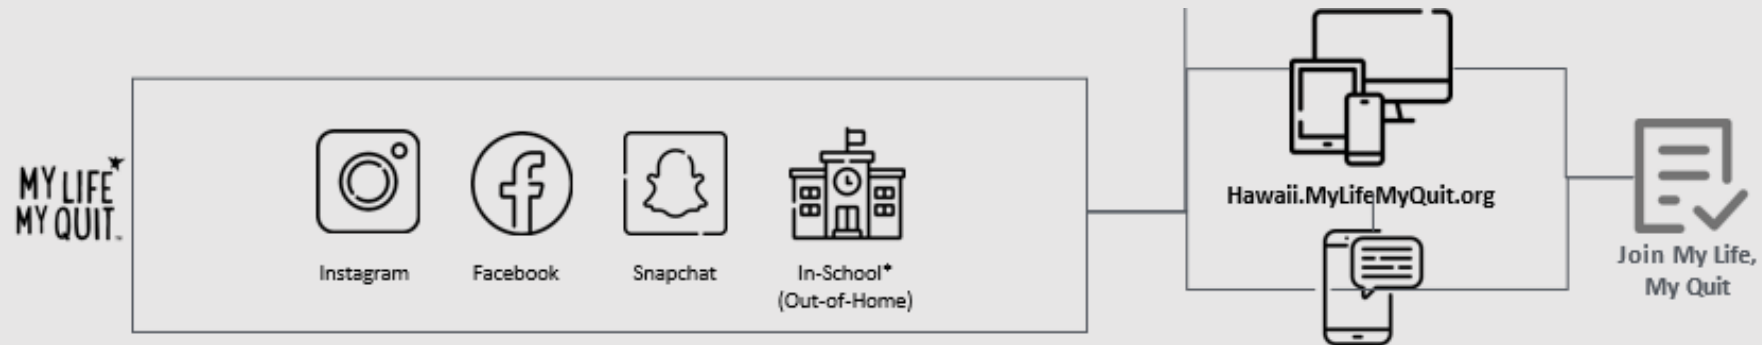 MY LIFE
MY QUIT™
Instagram
Facebook
Snapchat
In-School*
(Out-of-Home)
Hawaii.MyLifeMyQuit.org
Join My Life,
My Quit